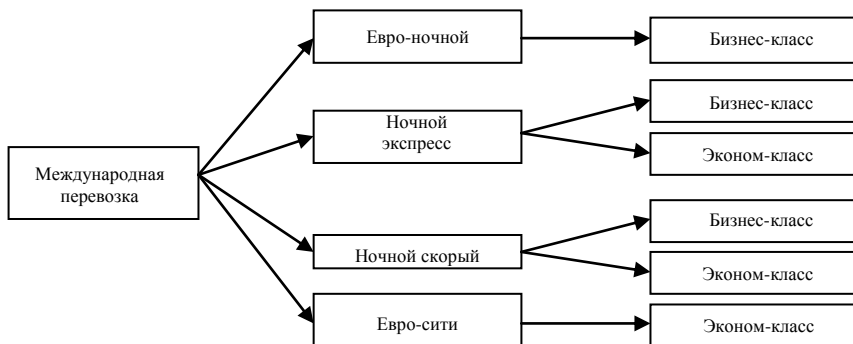 Международная
перевозка
Евро-ночной
Бизнес-класс
Ночной
экспресс
Бизнес-класс
Эконом-класс
Ночной скорый
Бизнес-класс
Эконом-класс
Евро-сити
Эконом-класс